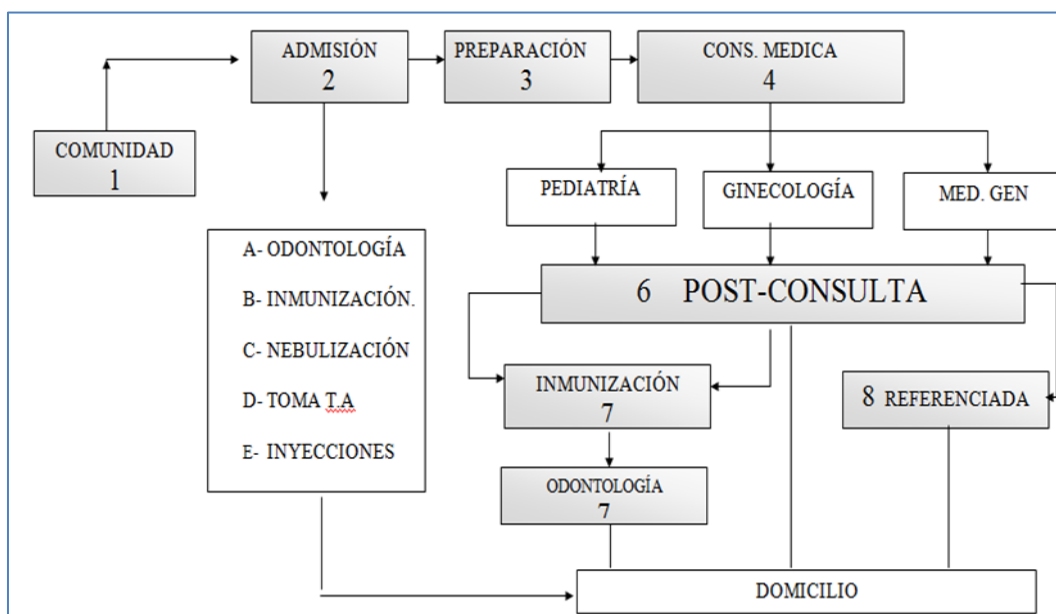 ADMISIÓN
2
PREPARACIÓN
3
CONS. MEDICA
4
COMUNIDAD
1
PEDIATRÍA
GINECOLOGÍA
MED. GEN
A- ODONTOLOGÍA
B- INMUNIZACIÓN.
C- NEBULIZACIÓN
D- TOMA T.A
E- INYECCIONES
6 POST-CONSULTA
INMUNIZACIÓN
7
8 REFERENCIADA
ODONTOLOGÍA
7
DOMICILIO